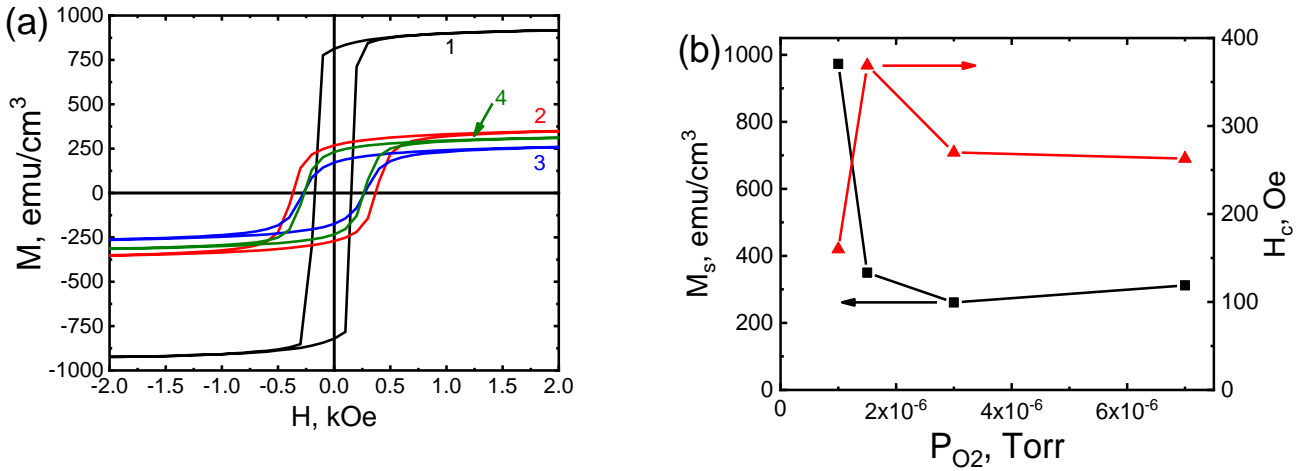 (a)
M, emu/cm³
1000
750
500
250
0
-250
-500
-750
-1000
1
4
2
3
-2.0 -1.5 -1.0 -0.5 0.0 0.5 1.0 1.5 2.0
H, kOe
(b)
Mₛ, emu/cm³
1000
800
600
400
200
0
400
300
200
100
0
H_c, Oe
0 2x10⁻⁶ 4x10⁻⁶ 6x10⁻⁶
P_O2, Torr